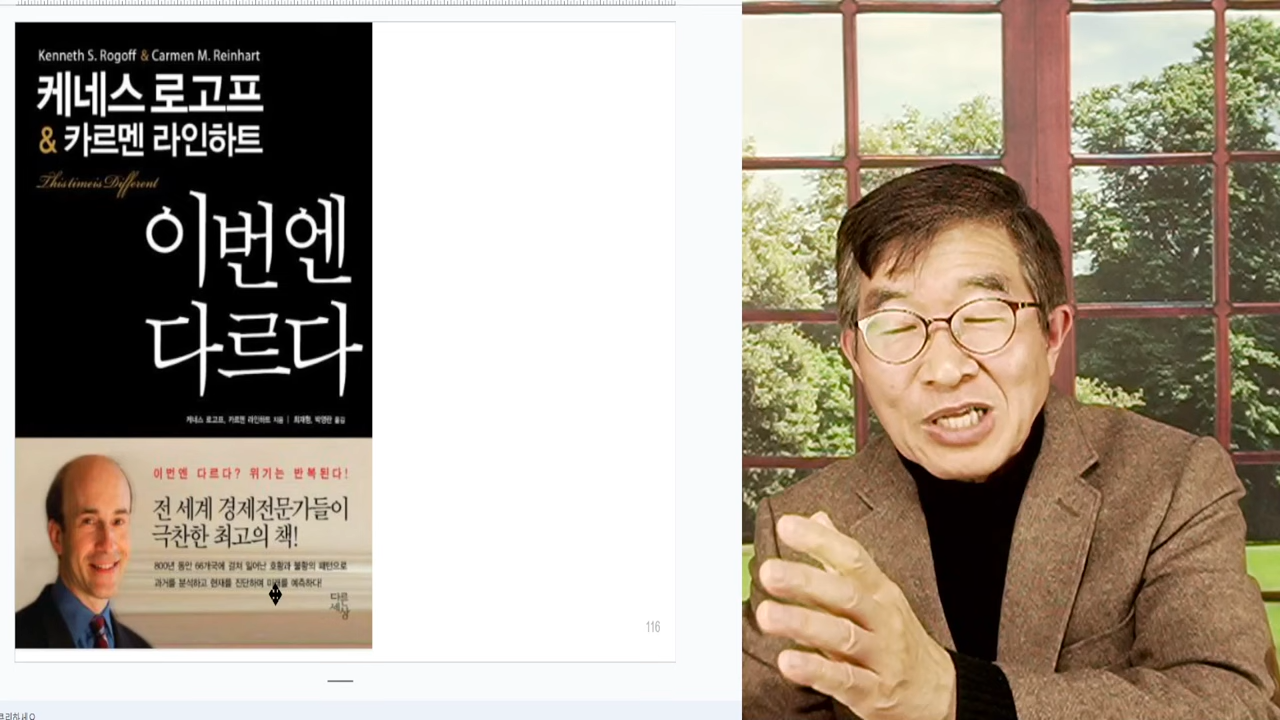 Kenneth S. Rogoff & Carmen M. Reinhart
케네스 로고프
& 카르멘 라인하트
This time is Different
이번엔
다르다
케네스 로고프, 카르멘 라인하트 지음 | 최재형, 박영란 옮김
이번엔 다르다? 위기는 반복된다!
전 세계 경제전문가들이
극찬한 최고의 책!
800년 동안 66개국에 걸쳐 일어난 호황과 불황의 패턴으로
과거를 분석하고 현재를 진단하며 미래를 예측하다!
다른
세상
116